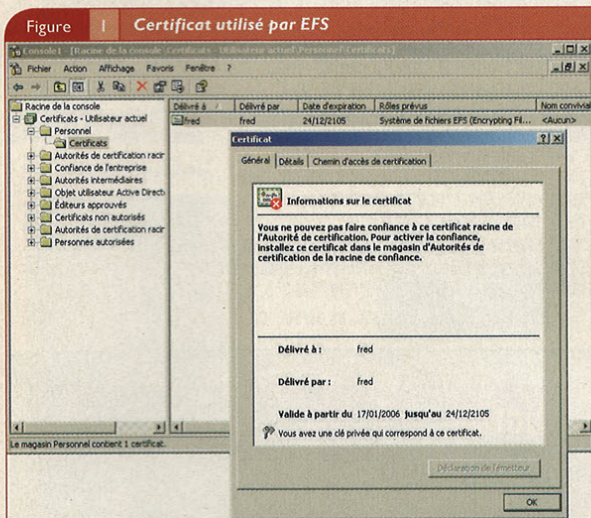 Figure 1 Certificat utilisé par EFS
Console1 - [Racine de la console\Certificats - Utilisateur actuel\Personnel\Certificats]
Fichier Action Affichage Favoris Fenêtre ?
Racine de la console
Certificats - Utilisateur actuel
Personnel
Certificats
Autorités de certification racir
Confiance de l'entreprise
Autorités intermédiaires
Objet utilisateur Active Direct
Éditeurs approuvés
Certificats non autorisés
Autorités de certification racir
Personnes autorisées
Délivré à Délivré par Date d'expiration Rôles prévus Nom convivial
fred fred 24/12/2105 Système de fichiers EFS (Encrypting Fil... <Aucun>
Certificat
Général Détails Chemin d'accès de certification
Informations sur le certificat
Vous ne pouvez pas faire confiance à ce certificat racine de
l'Autorité de certification. Pour activer la confiance,
installez ce certificat dans le magasin d'Autorités de
certification de la racine de confiance.
Délivré à : fred
Délivré par : fred
Valide à partir du 17/01/2006 jusqu'au 24/12/2105
Vous avez une clé privée qui correspond à ce certificat.
Déclaration de l'émetteur
OK
Le magasin Personnel contient 1 certificat.